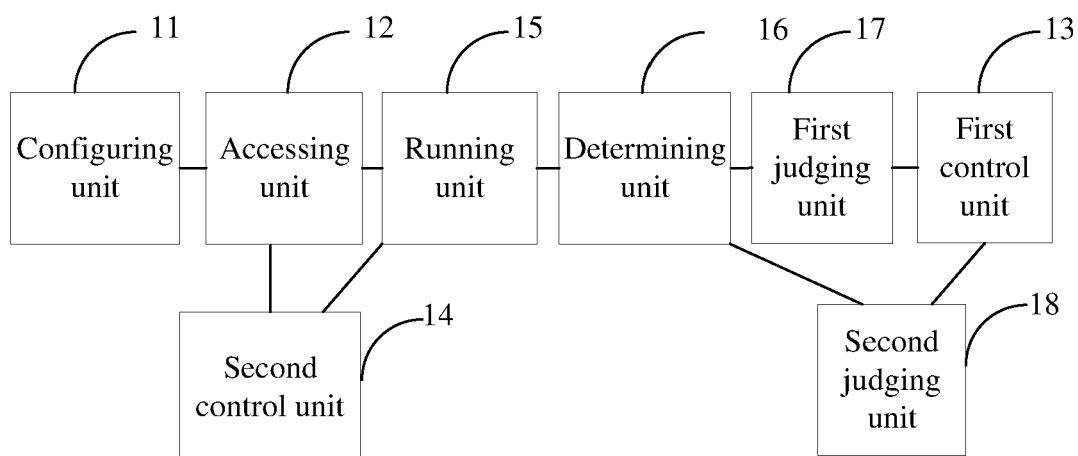 11
12
15
16
17
13
Configuring
unit
Accessing
unit
Running
unit
Determining
unit
First
judging
unit
First
control
unit
14
Second
control unit
18
Second
judging
unit